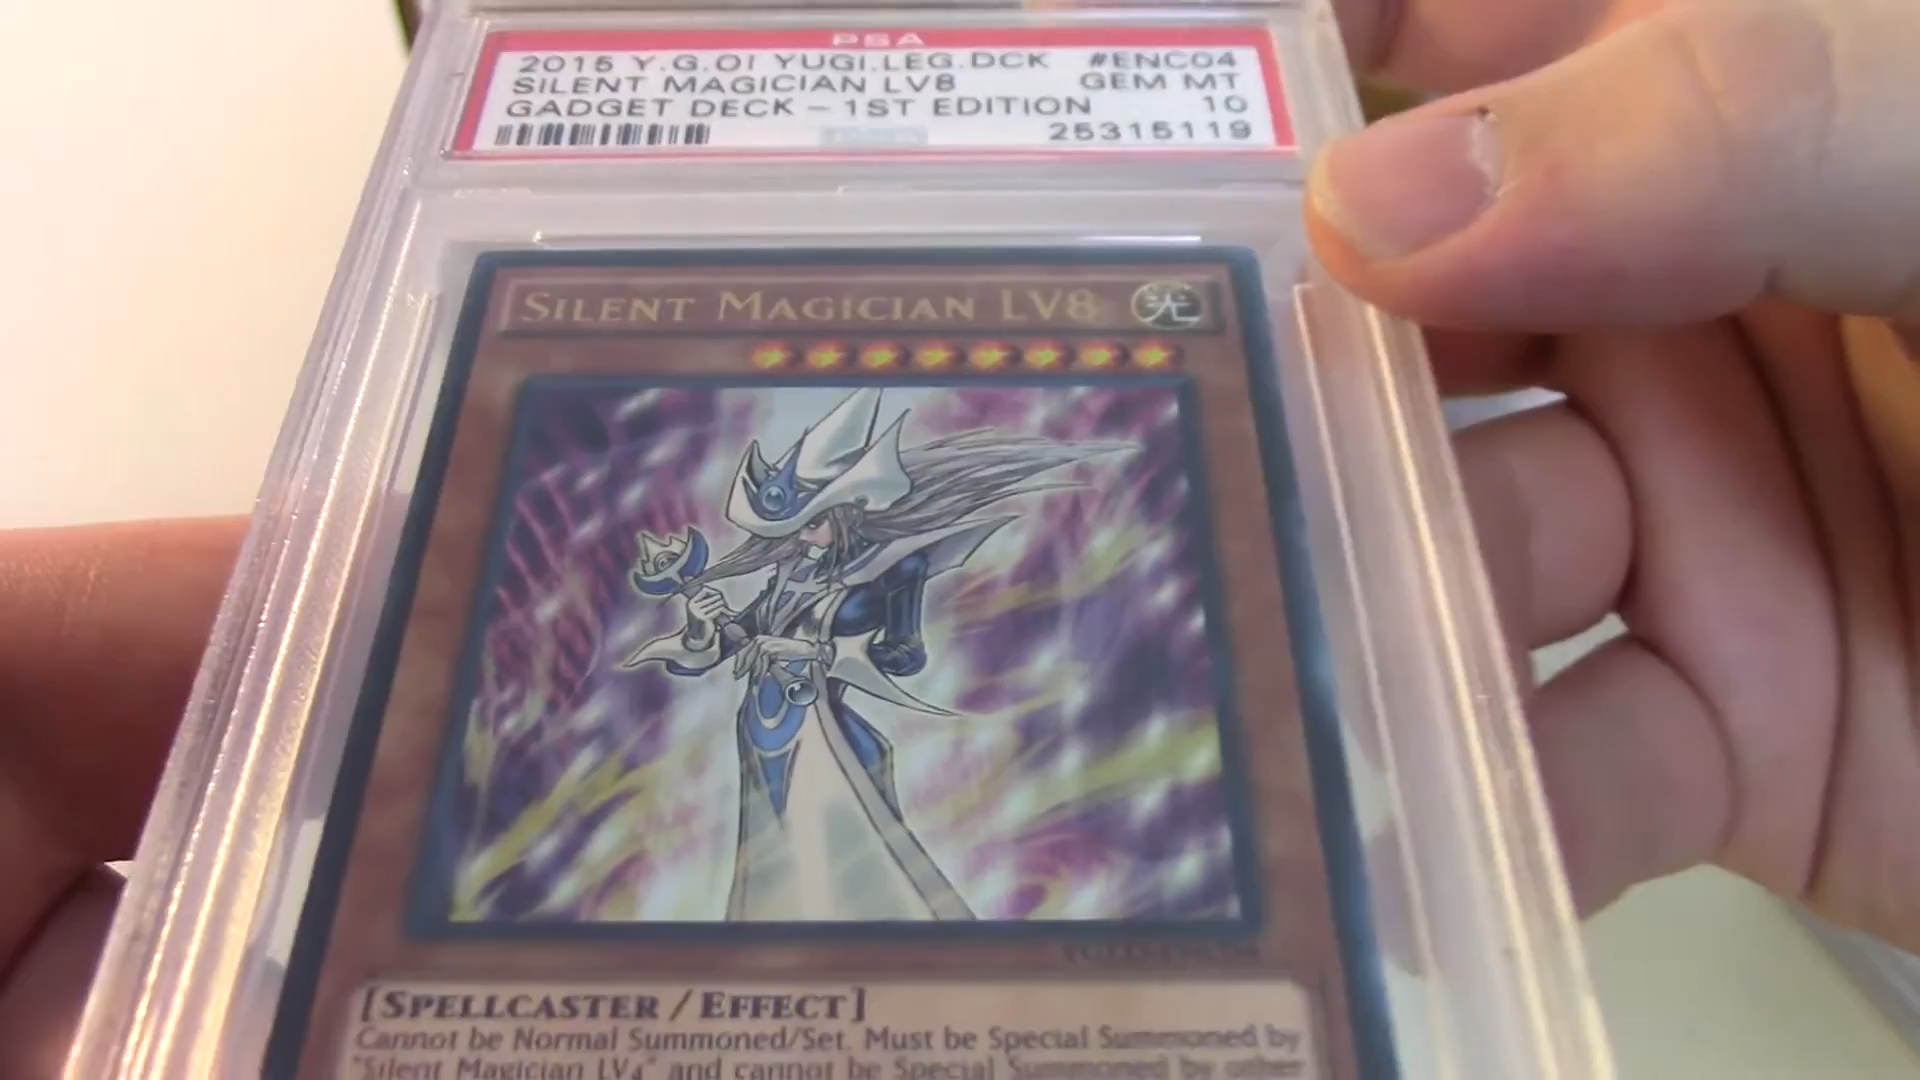 PSA
2015 Y.G.O! YUGI.LEG.DCK #ENC04
SILENT MAGICIAN LV8 GEM MT
GADGET DECK - 1ST EDITION 10
25315119
SILENT MAGICIAN LV8 光
[SPELLCASTER / EFFECT]
Cannot be Normal Summoned/Set. Must be Special Summoned by
"Silent Magician LV4" and cannot be Special Summoned by other